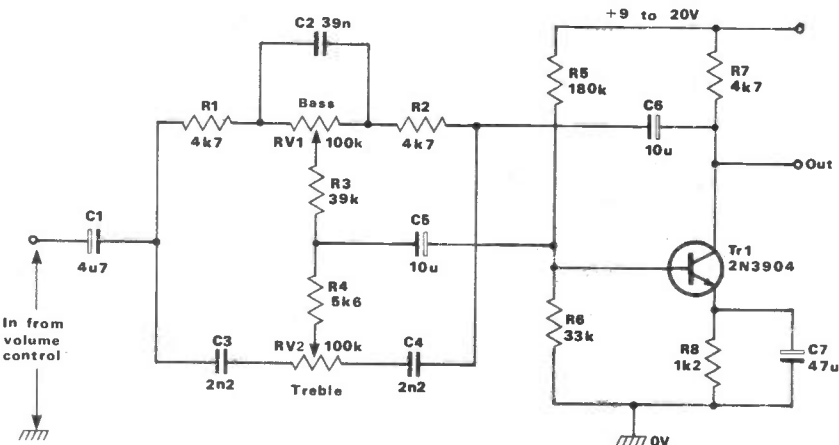 +9 to 20V
C2 39n
R5
180k
R7
4k7
R1
4k7
Bass
RV1 100k
R2
4k7
C6
10u
Out
R3
39k
C1
4u7
C5
10u
Tr1
2N3904
R4
5k6
In from
volume
control
C3
2n2
RV2 100k
Treble
C4
2n2
R6
33k
R8
1k2
C7
47u
0V